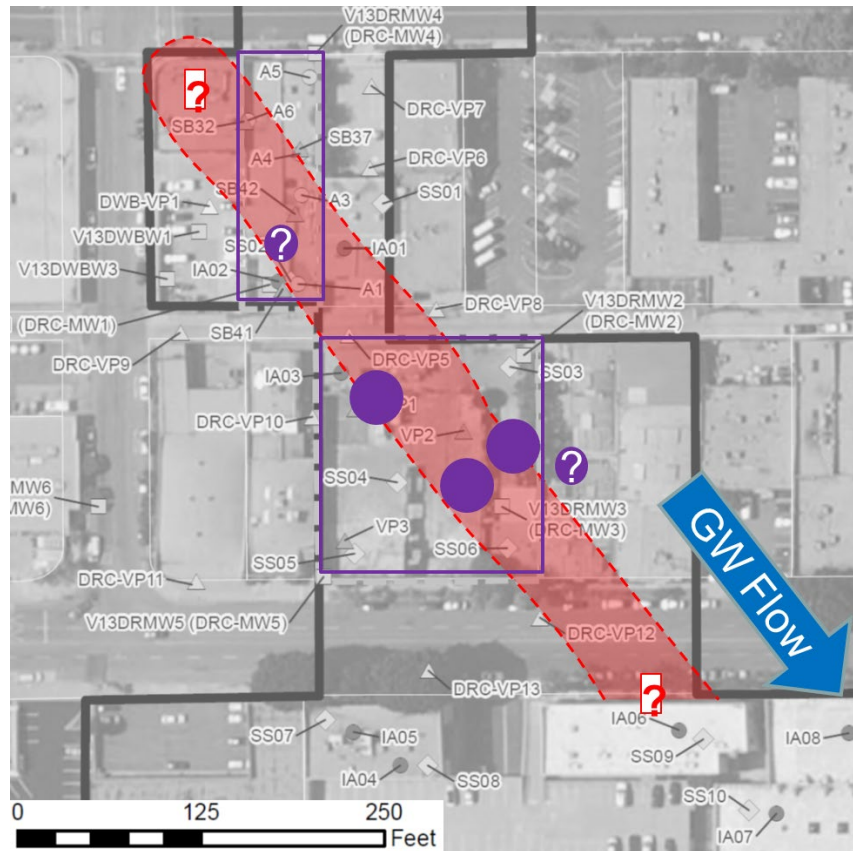 V13DRMW4
(DRC-MW4)
A5
?
DRC-VP7
A6
SB32
SB37
A4
DRC-VP6
SB42
A3
SS01
DWB-VP1
V13DWBW1
SS02
?
IA01
V13DWBW3
IA02
A1
DRC-VP8
V13DRMW2
(DRC-MW2)
(DRC-MW1)
SB41
DRC-VP9
DRC-VP5
SS03
IA03
DRC-VP10
VP2
?
SS04
V13DRMW3
(DRC-MW3)
VP3
SS05
SS06
GW Flow
DRC-VP11
V13DRMW5 (DRC-MW5)
DRC-VP12
DRC-VP13
?
SS07
IA05
IA06
IA08
SS09
IA04
SS08
SS10
IA07
0 125 250
Feet